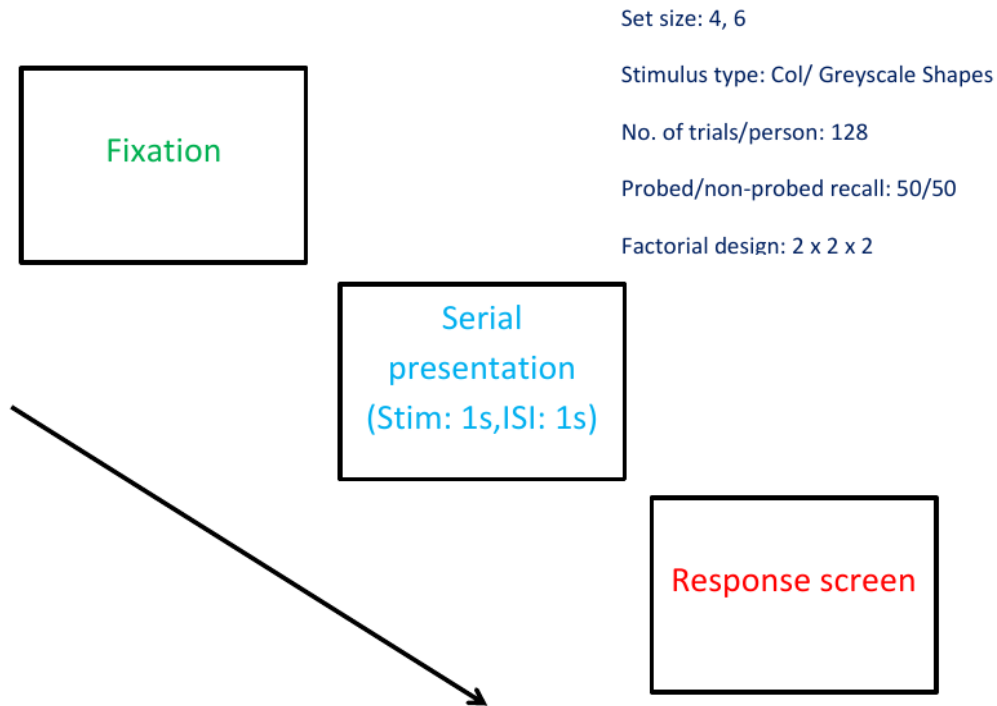 Set size: 4, 6
Stimulus type: Col/ Greyscale Shapes
No. of trials/person: 128
Probed/non-probed recall: 50/50
Factorial design: 2 x 2 x 2
Fixation
Serial
presentation
(Stim: 1s,ISI: 1s)
Response screen